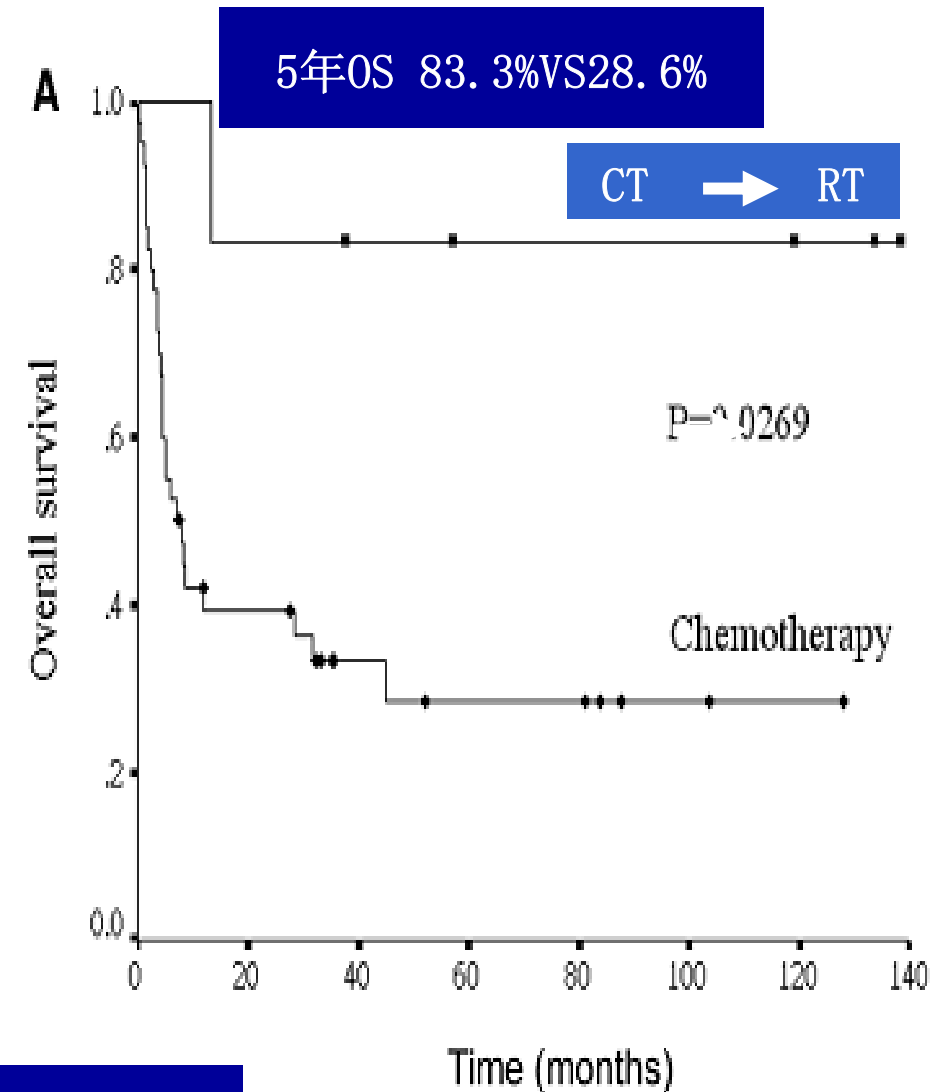 5年OS 83.3%VS28.6%
A
CT → RT
1.0
.8
.6
.4
.2
0.0
Overall survival
0269
Chemotherapy
0 20 40 60 80 100 120 140
Time (months)